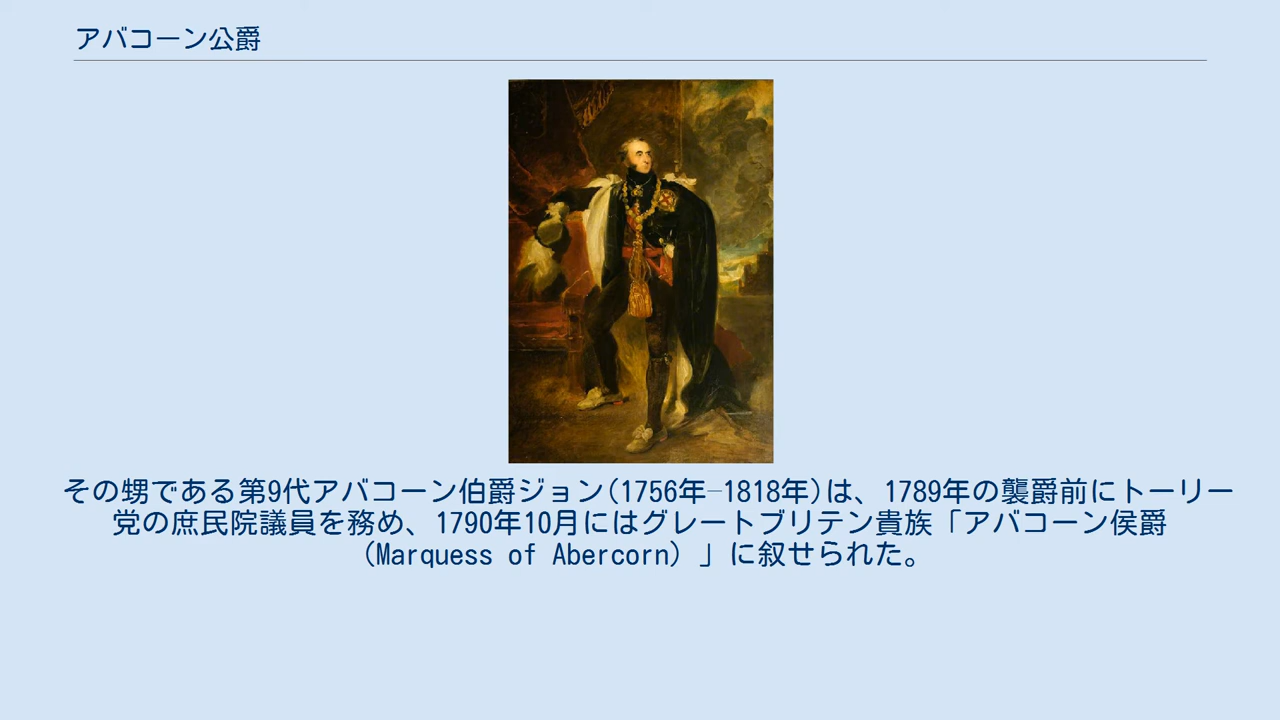 アバコーン公爵
その甥である第9代アバコーン伯爵ジョン(1756年–1818年)は、1789年の襲爵前にトーリー
党の庶民院議員を務め、1790年10月にはグレートブリテン貴族「アバコーン侯爵
（Marquess of Abercorn）」に叙せられた。